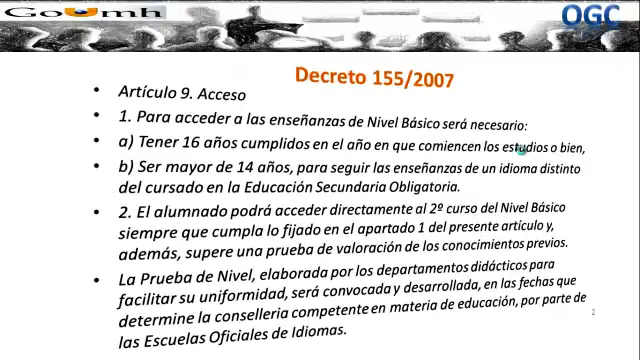 GoUmh
OGC
Decreto 155/2007
• Artículo 9. Acceso
• 1. Para acceder a las enseñanzas de Nivel Básico será necesario:
• a) Tener 16 años cumplidos en el año en que comiencen los estudios o bien,
• b) Ser mayor de 14 años, para seguir las enseñanzas de un idioma distinto
del cursado en la Educación Secundaria Obligatoria.
• 2. El alumnado podrá acceder directamente al 2º curso del Nivel Básico
siempre que cumpla lo fijado en el apartado 1 del presente artículo y,
además, supere una prueba de valoración de los conocimientos previos.
• La Prueba de Nivel, elaborada por los departamentos didácticos para
facilitar su uniformidad, será convocada y desarrollada, en las fechas que
determine la conselleria competente en materia de educación, por parte de
las Escuelas Oficiales de Idiomas.
2